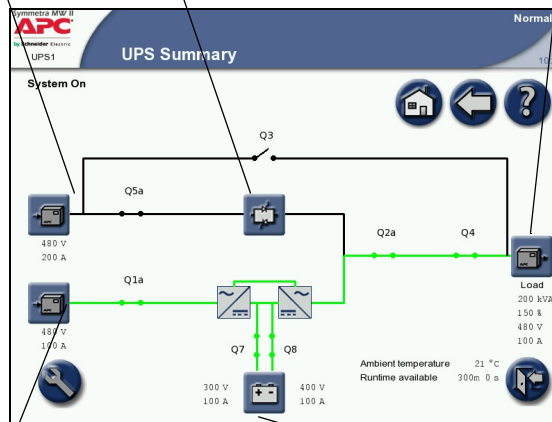 Symmetra MW II
APC
by Schneider Electric
UPS1
UPS Summary
Normal
System On
Q3
Q5a
480 V
200 A
Q2a
Q4
Q1a
480 V
100 A
Load
200 kVA
150 %
480 V
100 A
Q7
Q8
300 V
100 A
400 V
100 A
Ambient temperature 21 °C
Runtime available 300m 0 s